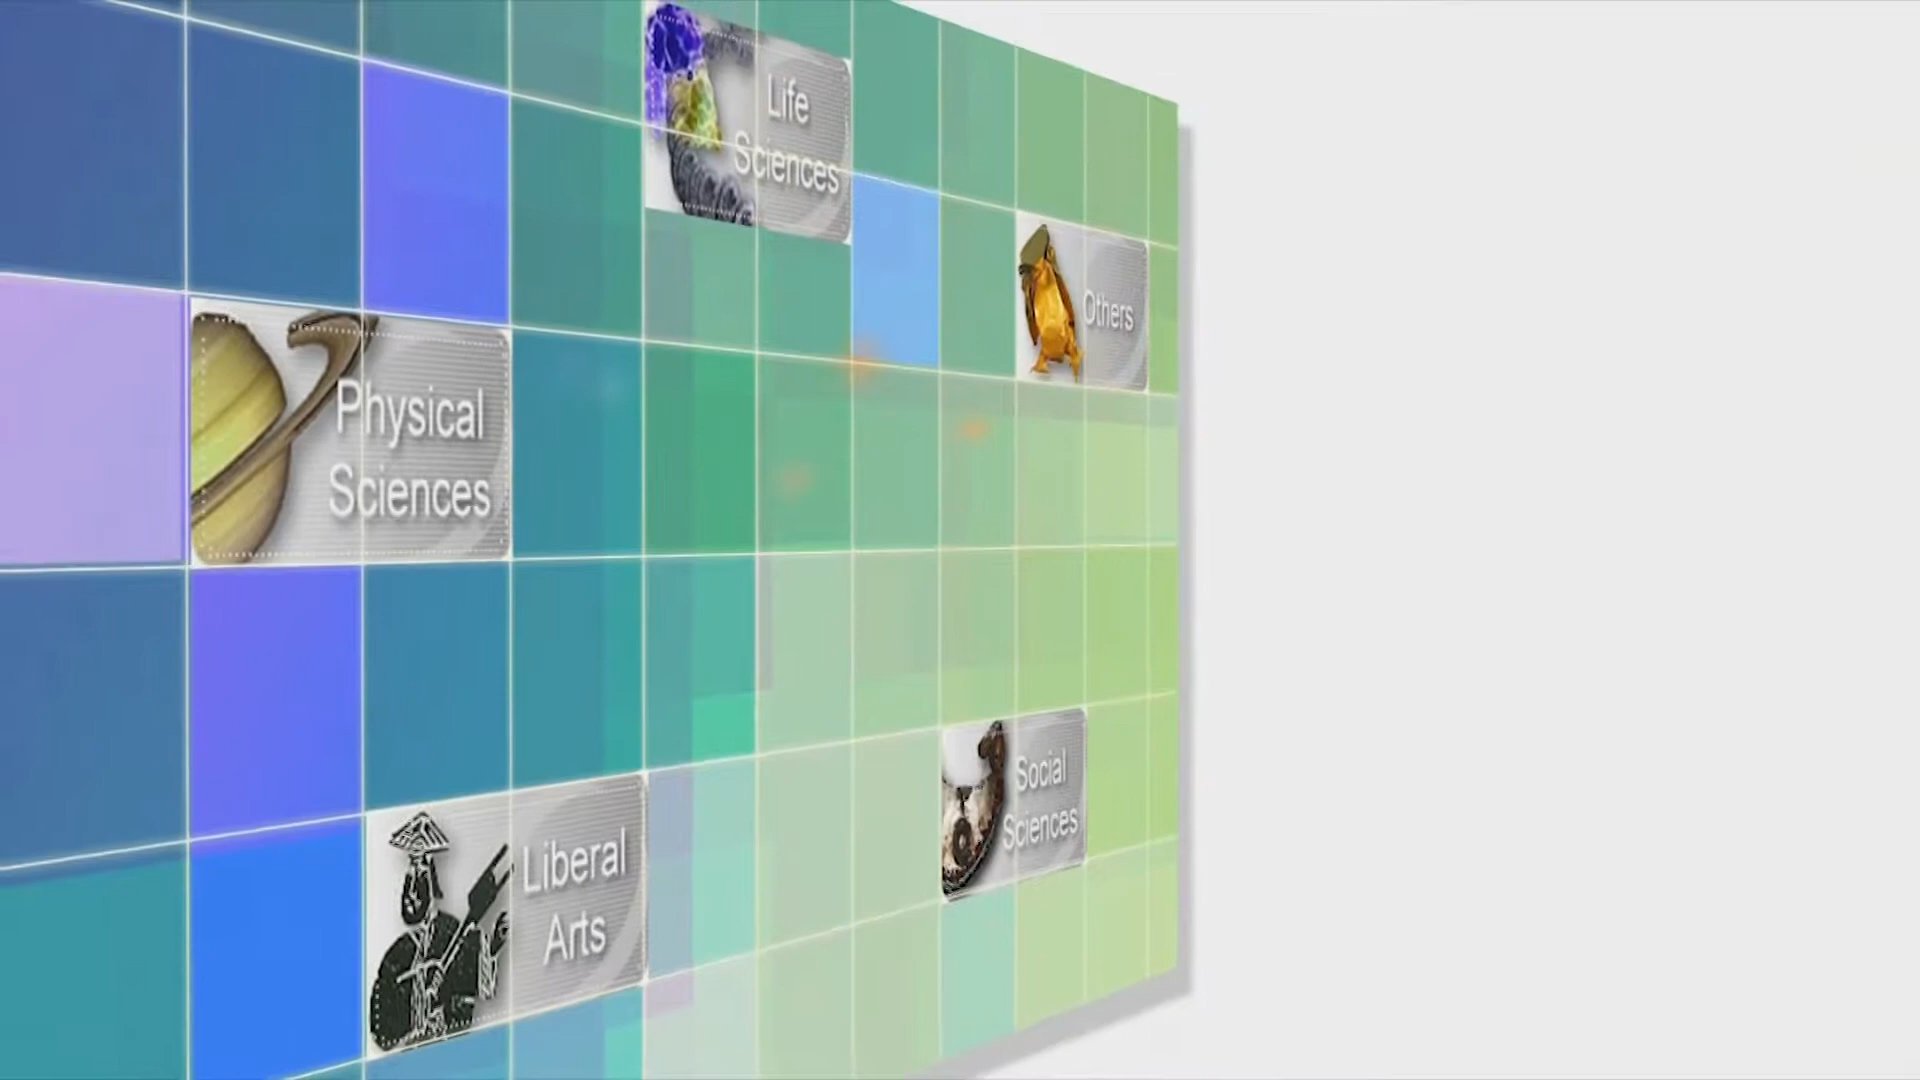 Life
Sciences
Others
Physical
Sciences
Social
Sciences
Liberal
Arts